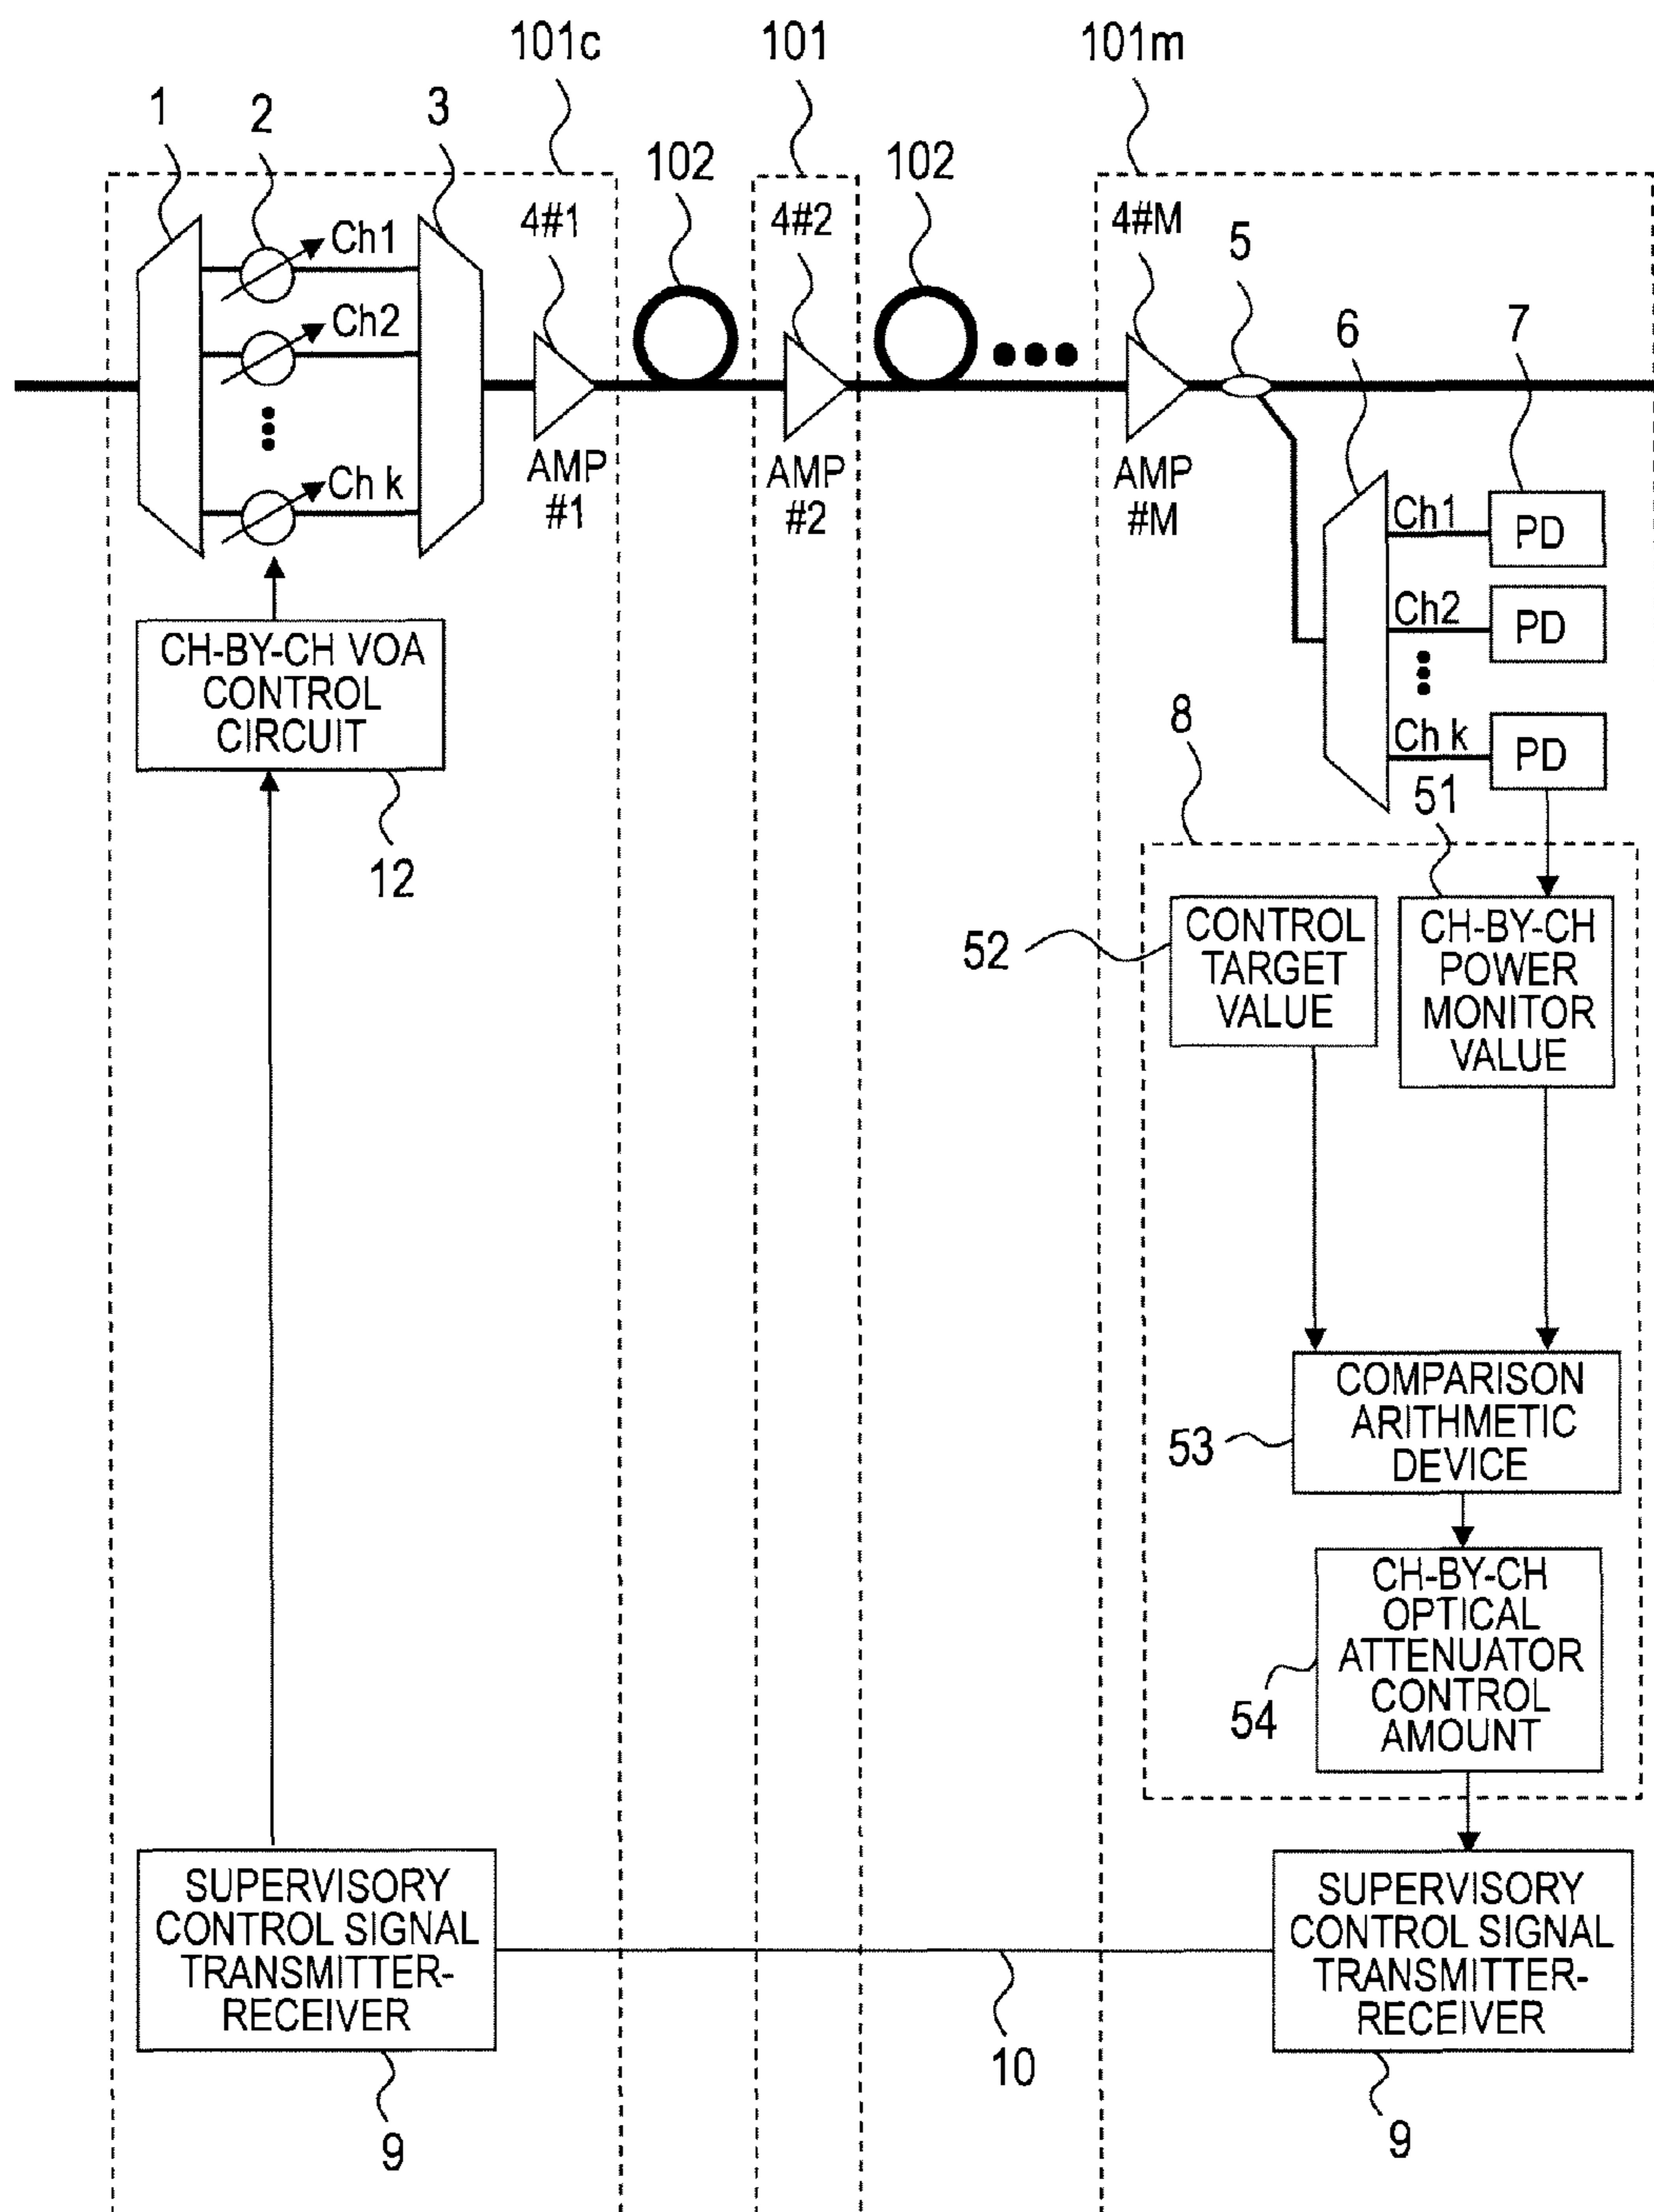 101c
101
101m
1
2
3
102
102
4#1
4#2
4#M
5
6
7
Ch1
Ch2
Ch k
AMP
#1
AMP
#2
AMP
#M
Ch1
PD
Ch2
PD
Ch k
PD
CH-BY-CH VOA
CONTROL
CIRCUIT
12
8
51
52
CONTROL
TARGET
VALUE
CH-BY-CH
POWER
MONITOR
VALUE
53
COMPARISON
ARITHMETIC
DEVICE
54
CH-BY-CH
OPTICAL
ATTENUATOR
CONTROL
AMOUNT
SUPERVISORY
CONTROL SIGNAL
TRANSMITTER-
RECEIVER
9
10
SUPERVISORY
CONTROL SIGNAL
TRANSMITTER-
RECEIVER
9